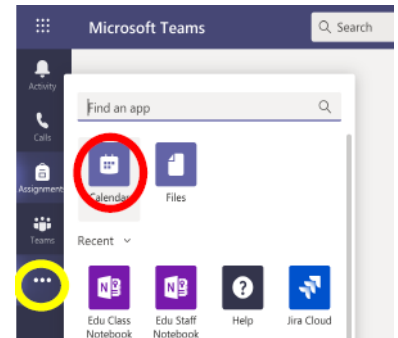 Microsoft Teams
Search
Activity
Calls
Assignment
Teams
Find an app
Calendar
Files
Recent
Edu Class
Notebook
Edu Staff
Notebook
Help
Jira Cloud